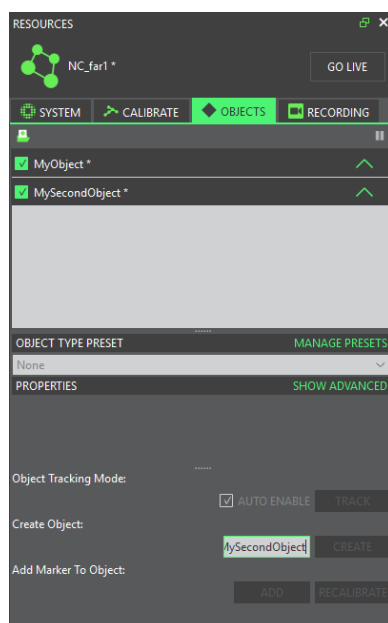 RESOURCES
NC_far1 *
GO LIVE
SYSTEM CALIBRATE OBJECTS RECORDING
MyObject *
MySecondObject *
OBJECT TYPE PRESET MANAGE PRESETS
None
PROPERTIES SHOW ADVANCED
Object Tracking Mode:
AUTO ENABLE TRACK
Create Object:
MySecondObject CREATE
Add Marker To Object:
ADD RECALIBRATE